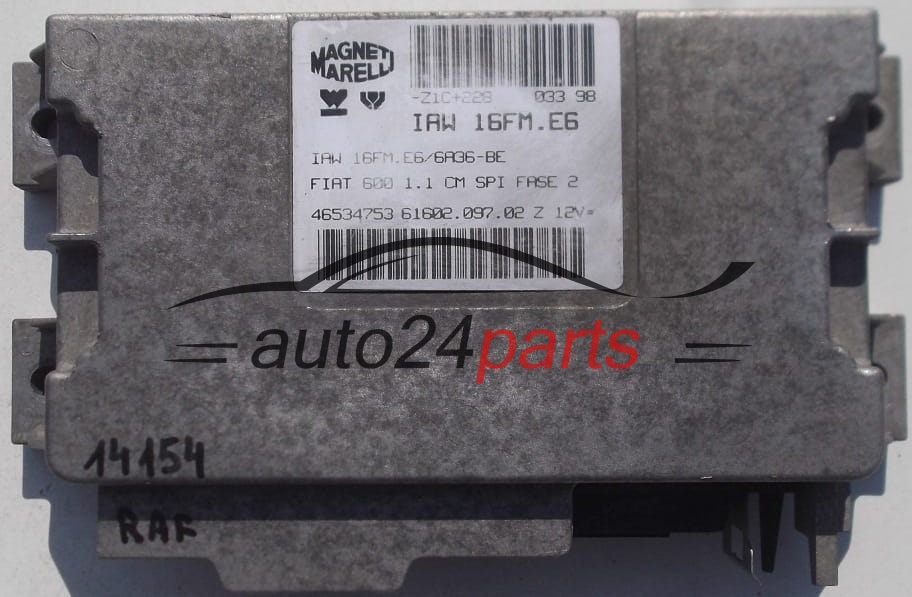 MAGNETI
MARELLI
-Z1C+228 033 98
IAW 16FM.E6
IAW 16FM.E6/6A36-BE
FIAT 600 1.1 CM SPI FASE 2
46534753 61602.097.02 Z 12V=
auto24parts
14154
RAF